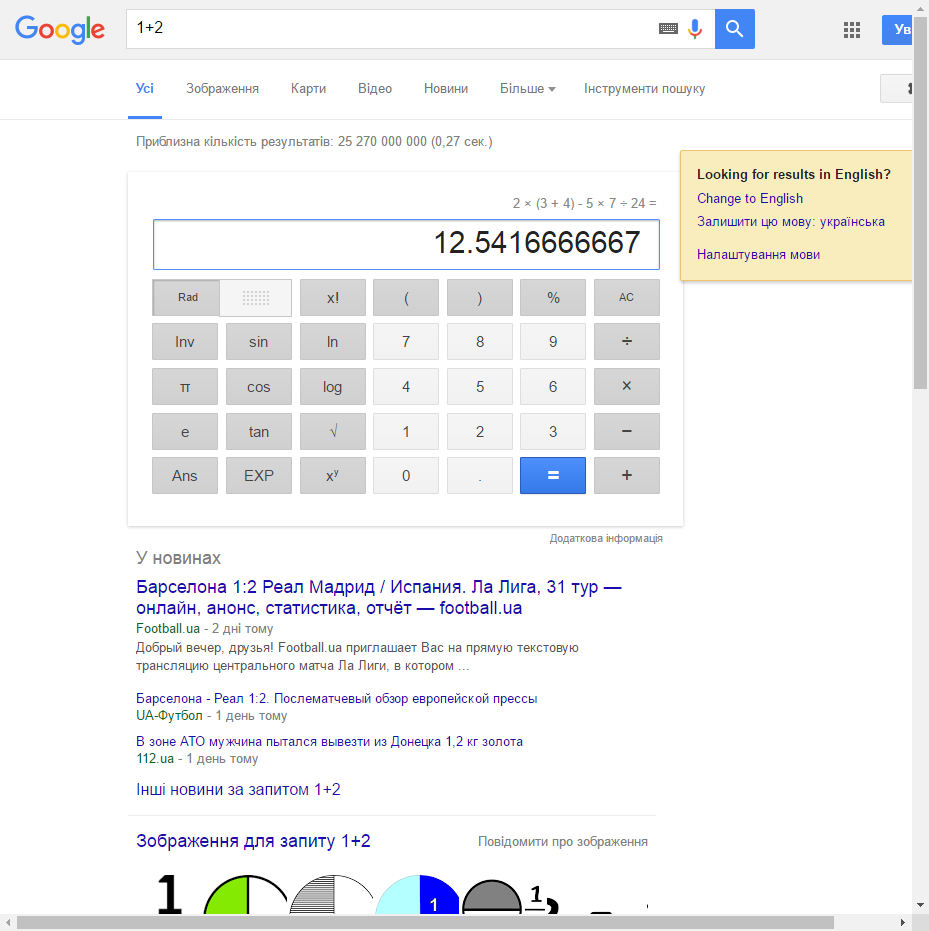 Google
1+2
Ув
Усі Зображення Карти Відео Новини Більше Інструменти пошуку
Приблизна кількість результатів: 25 270 000 000 (0,27 сек.)
Looking for results in English?
Change to English
Залишити цю мову: українська
Налаштування мови
2 × (3 + 4) - 5 × 7 ÷ 24 =
12.5416666667
Rad x! ( ) % AC
Inv sin ln 7 8 9 ÷
π cos log 4 5 6 ×
e tan √ 1 2 3 −
Ans EXP xʸ 0 . = +
Додаткова інформація
У новинах
Барселона 1:2 Реал Мадрид / Испания. Ла Лига, 31 тур —
онлайн, анонс, статистика, отчёт — football.ua
Football.ua - 2 дні тому
Добрый вечер, друзья! Football.ua приглашает Вас на прямую текстовую
трансляцию центрального матча Ла Лиги, в котором ...
Барселона - Реал 1:2. Послематчевый обзор европейской прессы
UA-Футбол - 1 день тому
В зоне АТО мужчина пытался вывезти из Донецка 1,2 кг золота
112.ua - 1 день тому
Інші новини за запитом 1+2
Зображення для запиту 1+2
Повідомити про зображення
1 1 1